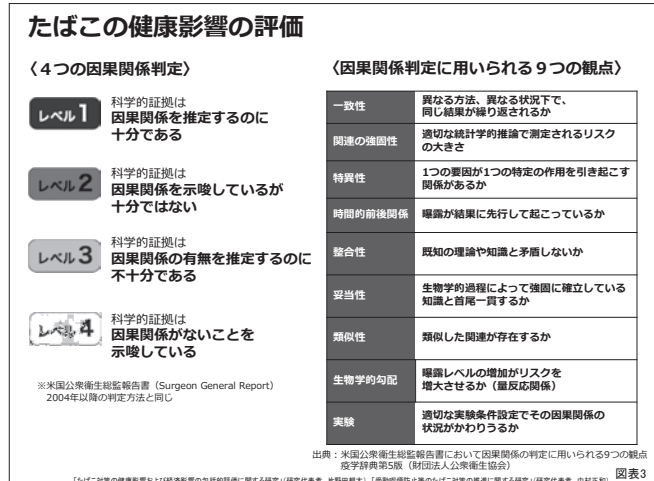 たばこの健康影響の評価
〈４つの因果関係判定〉
レベル1
科学的証拠は
因果関係を推定するのに
十分である
レベル2
科学的証拠は
因果関係を示唆しているが
十分ではない
レベル3
科学的証拠は
因果関係の有無を推定するのに
不十分である
レベル4
科学的証拠は
因果関係がないことを
示唆している
※米国公衆衛生総監報告書（Surgeon General Report）
2004年以降の判定方法と同じ
〈因果関係判定に用いられる９つの観点〉
一致性
異なる方法、異なる状況下で、
同じ結果が繰り返されるか
関連の強固性
適切な統計学的推論で測定されるリスク
の大きさ
特異性
1つの要因が1つの特定の作用を引き起こす
関係があるか
時間的前後関係
曝露が結果に先行して起こっているか
整合性
既知の理論や知識と矛盾しないか
妥当性
生物学的過程によって強固に確立している
知識と首尾一貫するか
類似性
類似した関連が存在するか
生物学的勾配
曝露レベルの増加がリスクを
増大させるか（量反応関係）
実験
適切な実験条件設定でその因果関係の
状況がかわりうるか
出典：米国公衆衛生総監報告書において因果関係の判定に用いられる9つの観点
疫学辞典第5版（財団法人公衆衛生協会）
図表3